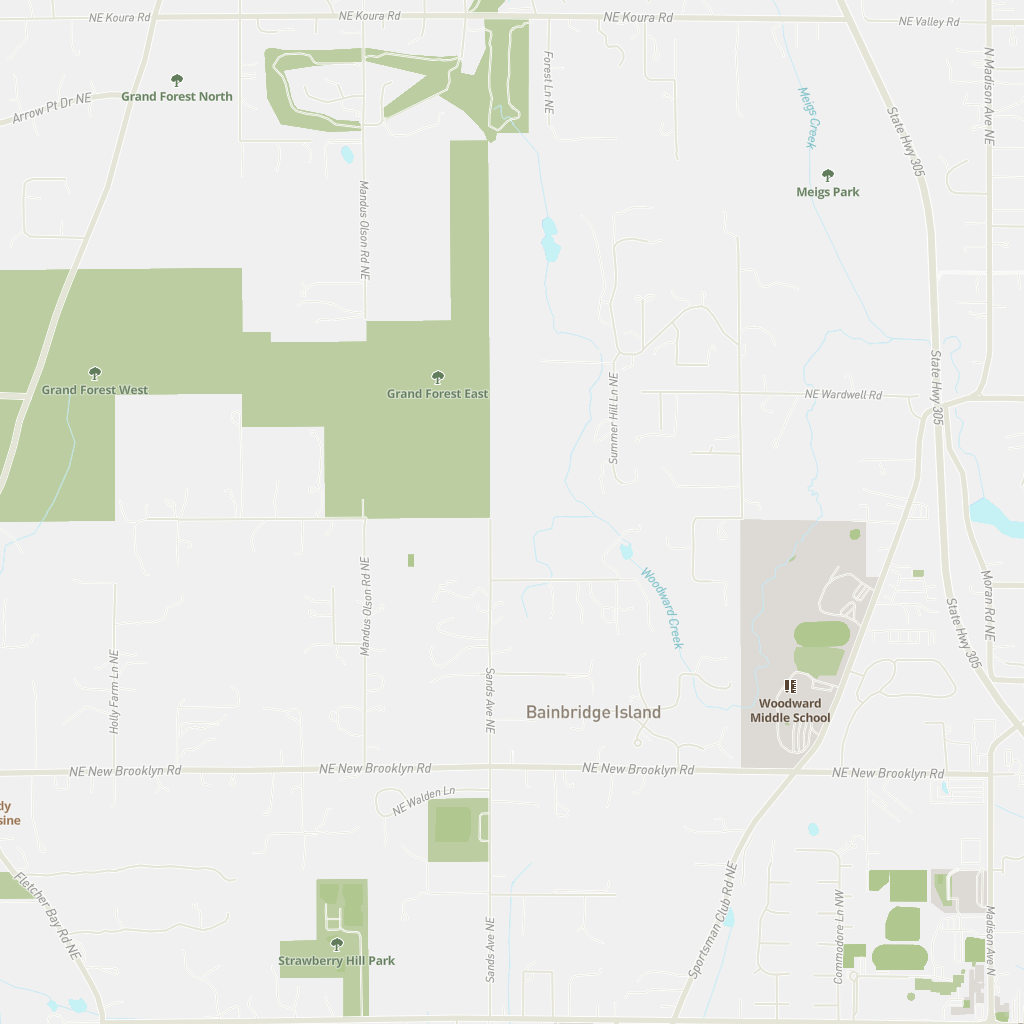 NE Koura Rd
NE Koura Rd
NE Koura Rd
NE Valley Rd
N Madison Ave NE
Forest Ln NE
Grand Forest North
Arrow Pt Dr NE
Meigs Creek
State Hwy 305
Meigs Park
Mandus Olson Rd NE
Grand Forest West
Grand Forest East
Summer Hill Ln NE
NE Wardwell Rd
State Hwy 305
Mandus Olson Rd NE
Woodward Creek
Moran Rd NE
State Hwy 305
Holly Farm Ln NE
Sands Ave NE
Bainbridge Island
Woodward
Middle School
NE New Brooklyn Rd
NE New Brooklyn Rd
NE New Brooklyn Rd
NE New Brooklyn Rd
NE Walden Ln
dy
sine
Fletcher Bay Rd NE
Sportsman Club Rd NE
Commodore Ln NW
Madison Ave N
Sands Ave NE
Strawberry Hill Park